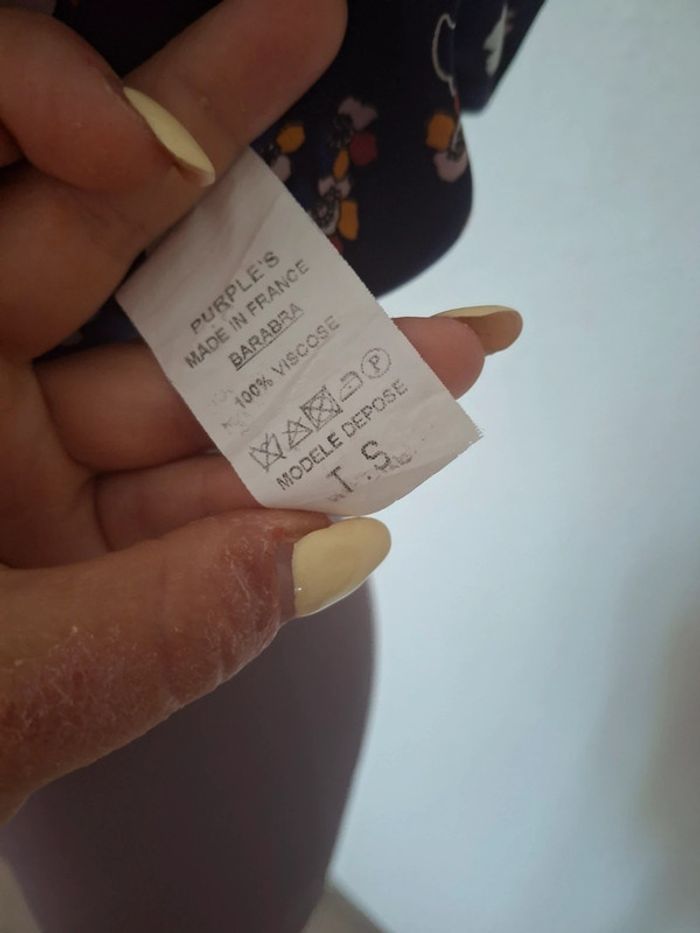 PURPLE'S
MADE IN FRANCE
BARABRA
100% VISCOSE
P
MODELE DEPOSE
T.S